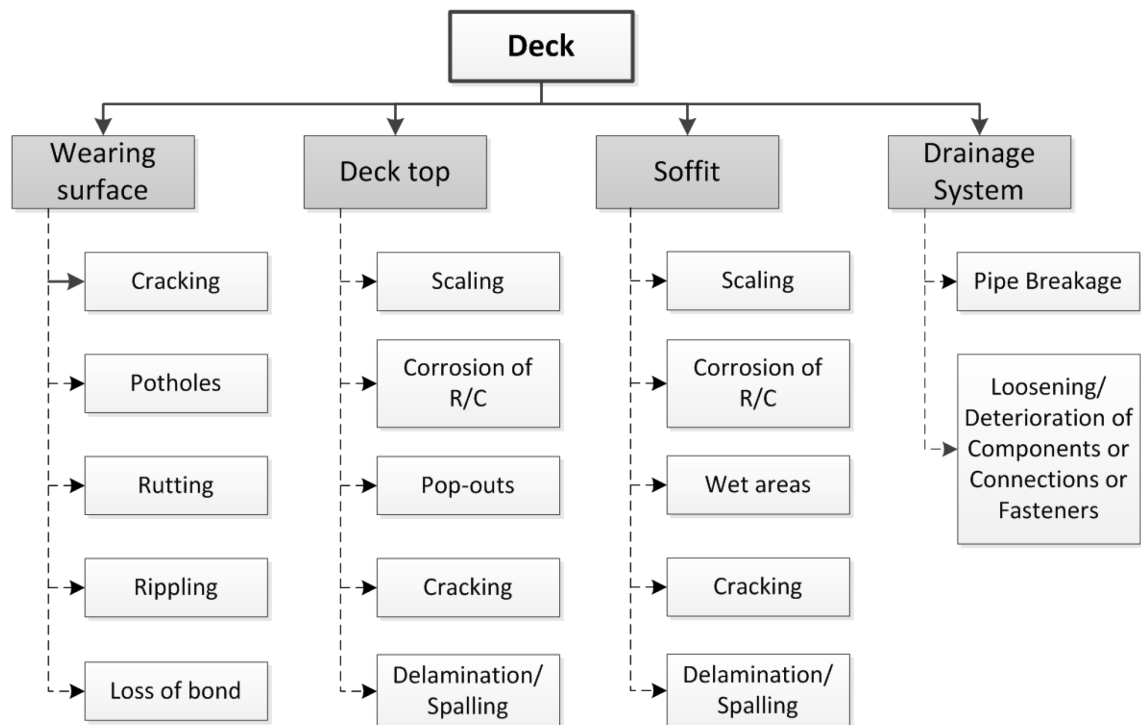 Deck
Wearing
surface
Deck top
Soffit
Drainage
System
Cracking
Potholes
Rutting
Rippling
Loss of bond
Scaling
Corrosion of
R/C
Pop-outs
Cracking
Delamination/
Spalling
Scaling
Corrosion of
R/C
Wet areas
Cracking
Delamination/
Spalling
Pipe Breakage
Loosening/
Deterioration of
Components or
Connections or
Fasteners